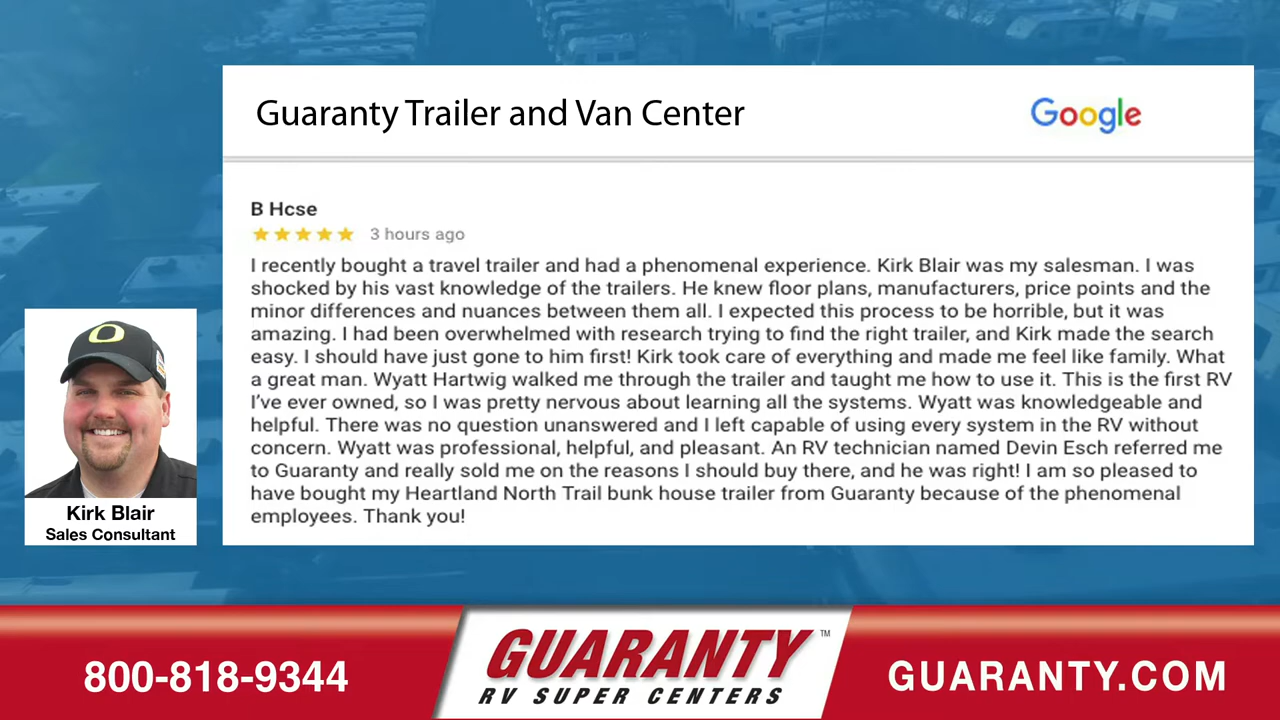 Guaranty Trailer and Van Center
Google
B Hcse
3 hours ago
I recently bought a travel trailer and had a phenomenal experience. Kirk Blair was my salesman. I was
shocked by his vast knowledge of the trailers. He knew floor plans, manufacturers, price points and the
minor differences and nuances between them all. I expected this process to be horrible, but it was
amazing. I had been overwhelmed with research trying to find the right trailer, and Kirk made the search
easy. I should have just gone to him first! Kirk took care of everything and made me feel like family. What
a great man. Wyatt Hartwig walked me through the trailer and taught me how to use it. This is the first RV
I've ever owned, so I was pretty nervous about learning all the systems. Wyatt was knowledgeable and
helpful. There was no question unanswered and I left capable of using every system in the RV without
concern. Wyatt was professional, helpful, and pleasant. An RV technician named Devin Esch referred me
to Guaranty and really sold me on the reasons I should buy there, and he was right! I am so pleased to
have bought my Heartland North Trail bunk house trailer from Guaranty because of the phenomenal
employees. Thank you!
O
Kirk Blair
Sales Consultant
800-818-9344
GUARANTY™
RV SUPER CENTERS
GUARANTY.COM